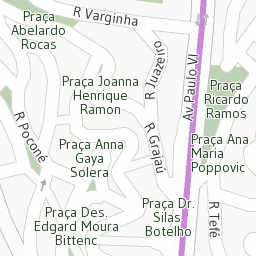 R Varginha
Praça
Abelardo
Rocas
R Juazeiro
Av Paulo VI
Praça Joanna
Henrique
Ramon
Praça
Ricardo
Ramos
R Poconé
R Grajaú
Praça Anna
Gaya
Solera
Praça Ana
Maria
Poppovic
Praça Des.
Edgard Moura
Bittenc
Praça Dr.
Silas
Botelho
R Tefé